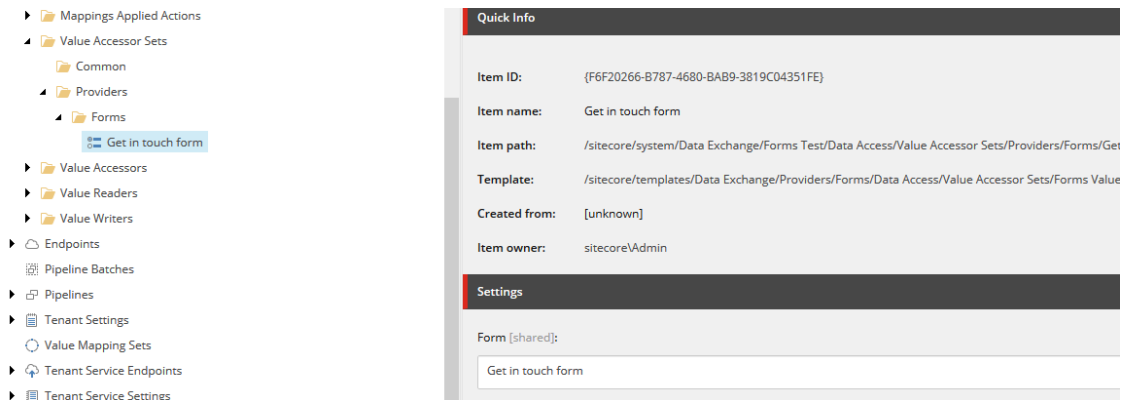 Mappings Applied Actions
Value Accessor Sets
Common
Providers
Forms
Get in touch form
Value Accessors
Value Readers
Value Writers
Endpoints
Pipeline Batches
Pipelines
Tenant Settings
Value Mapping Sets
Tenant Service Endpoints
Tenant Service Settings
Quick Info
Item ID: {F6F20266-B787-4680-BAB9-3819C04351FE}
Item name: Get in touch form
Item path: /sitecore/system/Data Exchange/Forms Test/Data Access/Value Accessor Sets/Providers/Forms/Get
Template: /sitecore/templates/Data Exchange/Providers/Forms/Data Access/Value Accessor Sets/Forms Value
Created from: [unknown]
Item owner: sitecore\Admin
Settings
Form [shared]:
Get in touch form